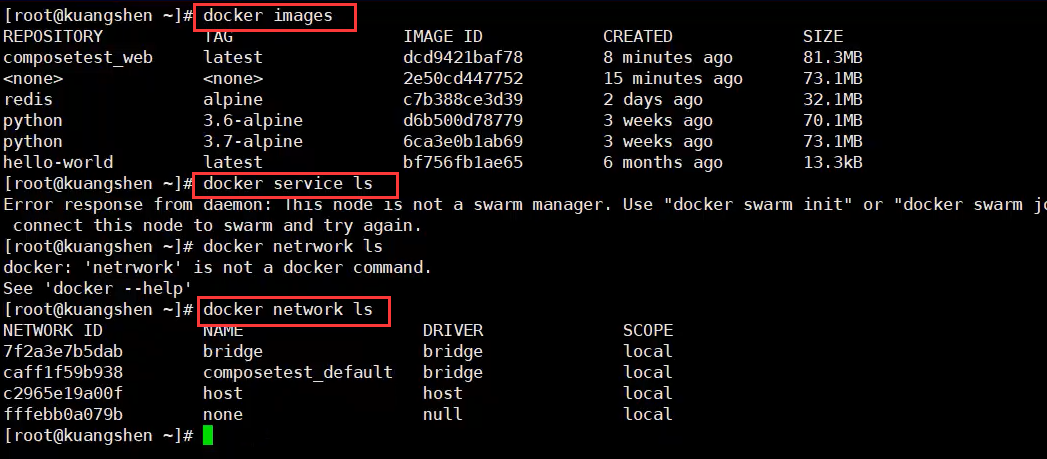 [root@kuangshen ~]# docker images
REPOSITORY TAG IMAGE ID CREATED SIZE
composetest_web latest dcd9421baf78 8 minutes ago 81.3MB
<none> <none> 2e50cd447752 15 minutes ago 73.1MB
redis alpine c7b388ce3d39 2 days ago 32.1MB
python 3.6-alpine d6b500d78779 3 weeks ago 70.1MB
python 3.7-alpine 6ca3e0b1ab69 3 weeks ago 73.1MB
hello-world latest bf756fb1ae65 6 months ago 13.3kB
[root@kuangshen ~]# docker service ls
Error response from daemon: This node is not a swarm manager. Use "docker swarm init" or "docker swarm jo
connect this node to swarm and try again.
[root@kuangshen ~]# docker netrwork ls
docker: 'netrwork' is not a docker command.
See 'docker --help'
[root@kuangshen ~]# docker network ls
NETWORK ID NAME DRIVER SCOPE
7f2a3e7b5dab bridge bridge local
caff1f59b938 composetest_default bridge local
c2965e19a00f host host local
fffebb0a079b none null local
[root@kuangshen ~]#